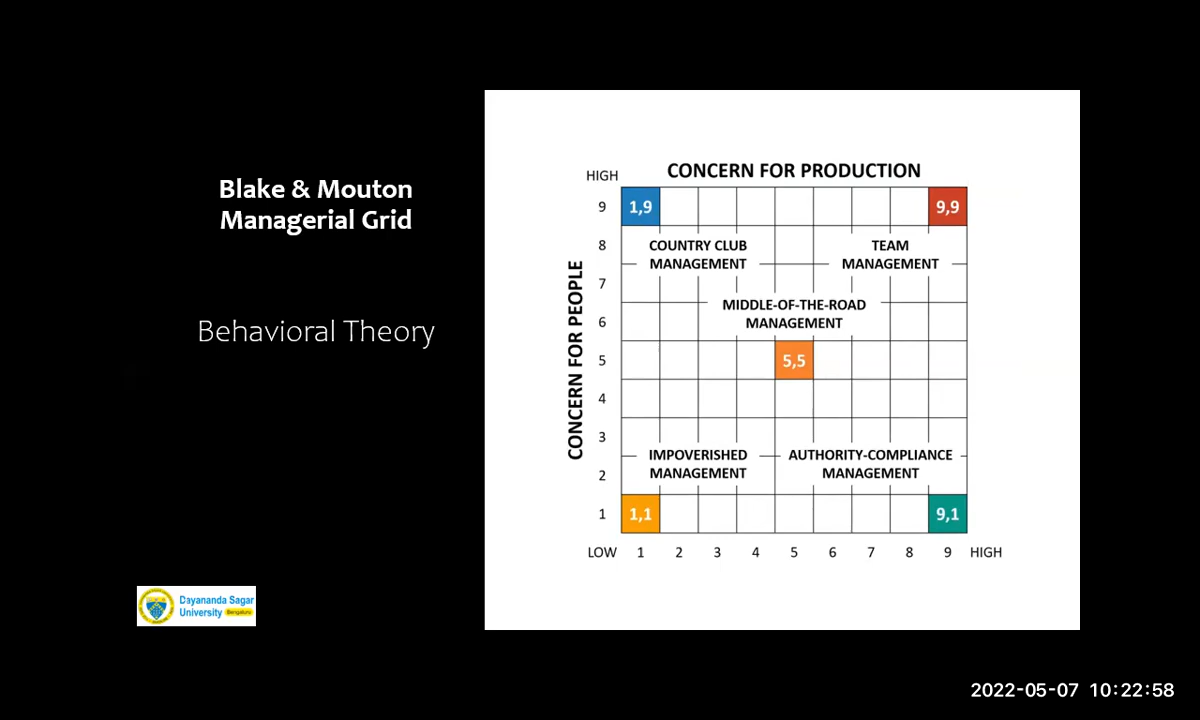 Blake & Mouton
Managerial Grid
Behavioral Theory
Dayananda Sagar
University Bengaluru
CONCERN FOR PRODUCTION
HIGH
CONCERN FOR PEOPLE
9
1,9
9,9
8
COUNTRY CLUB
MANAGEMENT
TEAM
MANAGEMENT
7
MIDDLE-OF-THE-ROAD
MANAGEMENT
6
5
5,5
4
3
IMPOVERISHED
MANAGEMENT
AUTHORITY-COMPLIANCE
MANAGEMENT
2
1
1,1
9,1
LOW 1 2 3 4 5 6 7 8 9 HIGH
2022-05-07 10:22:58